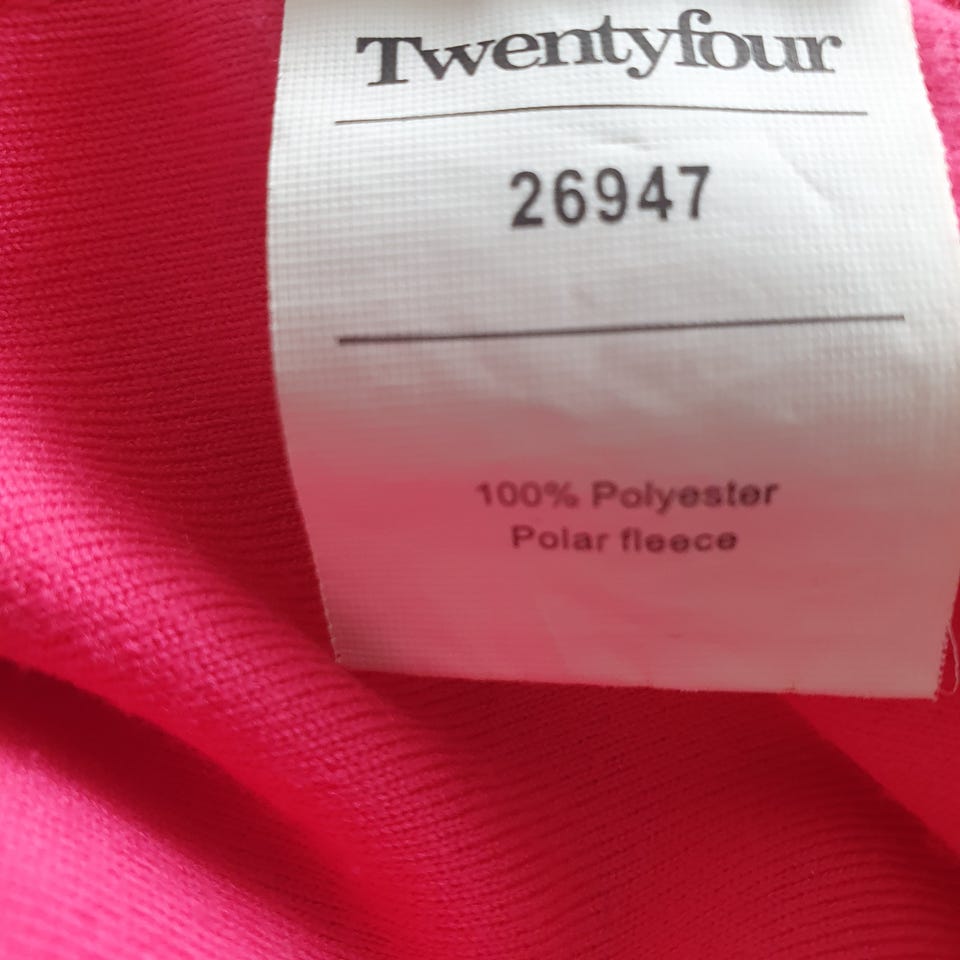 Twentyfour
26947
100% Polyester
Polar fleece